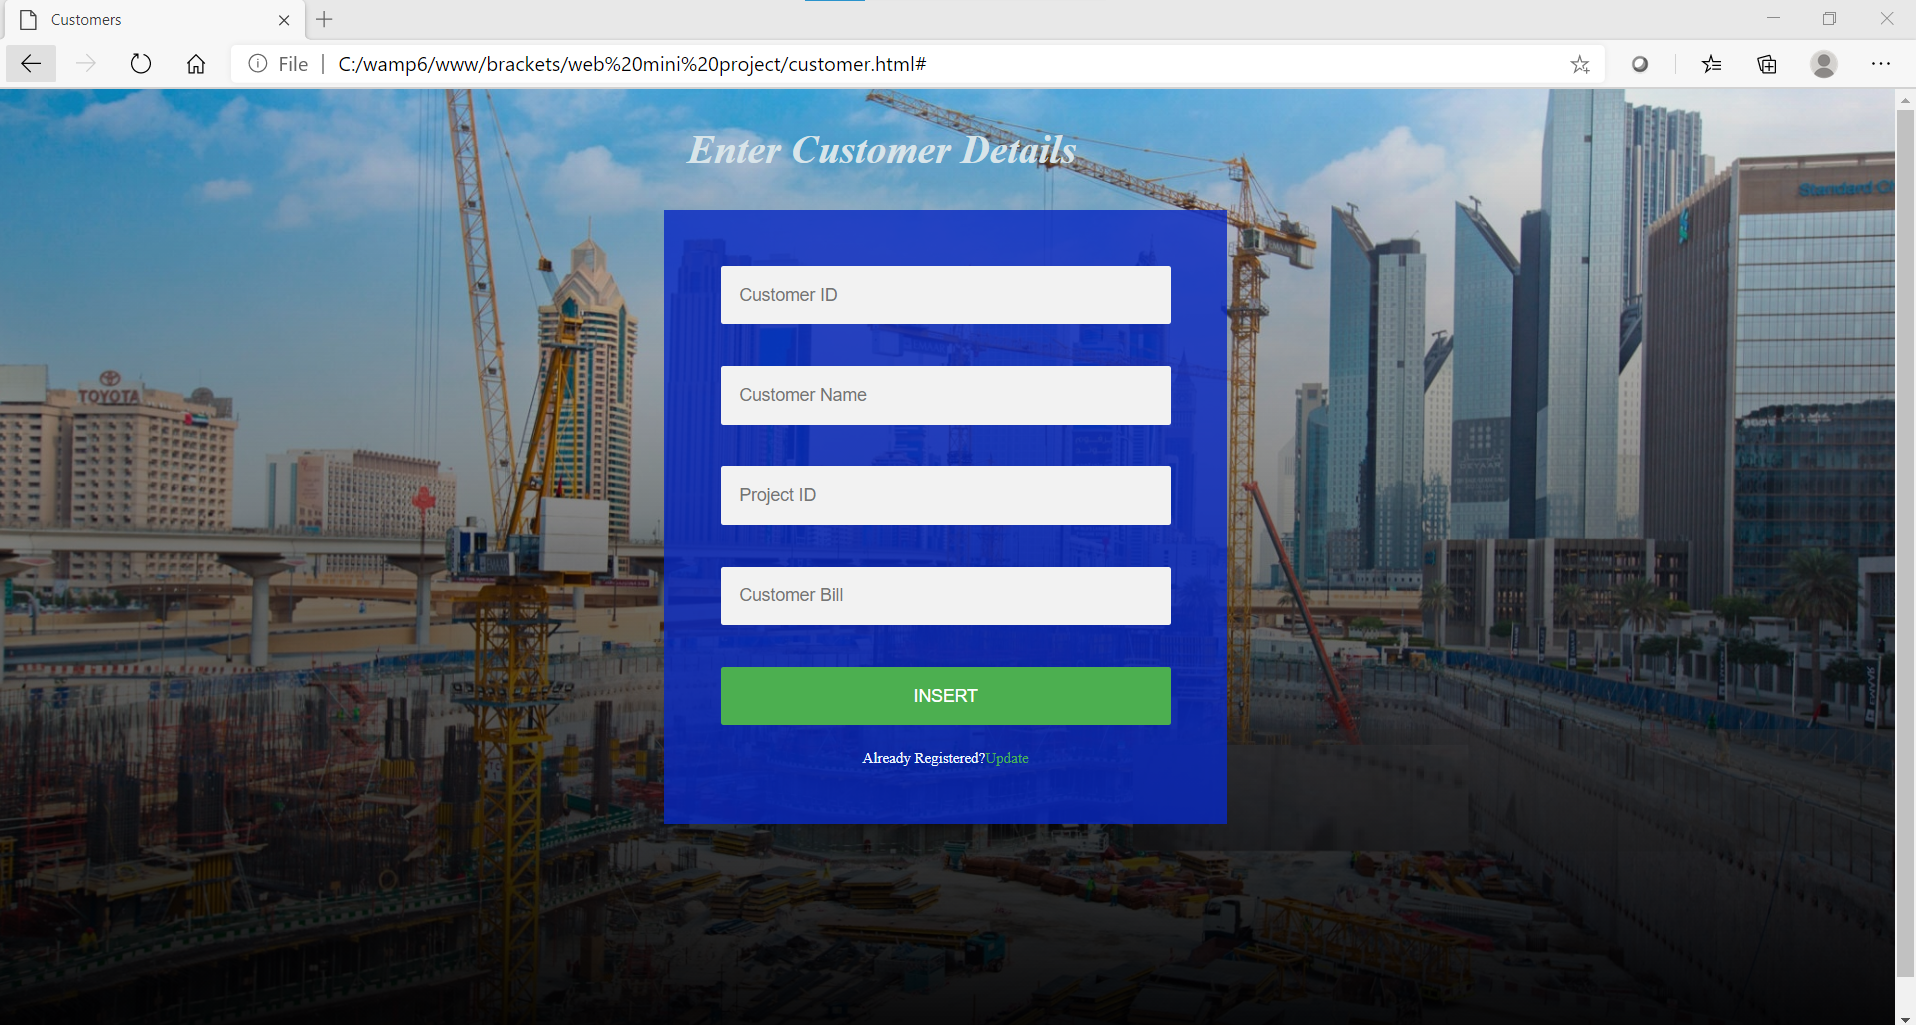 Customers
File
C:/wamp6/www/brackets/web%20mini%20project/customer.html#
Enter Customer Details
Standard Ch
Customer ID
TOYOTA
Customer Name
Project ID
Customer Bill
INSERT
Already Registered?Update